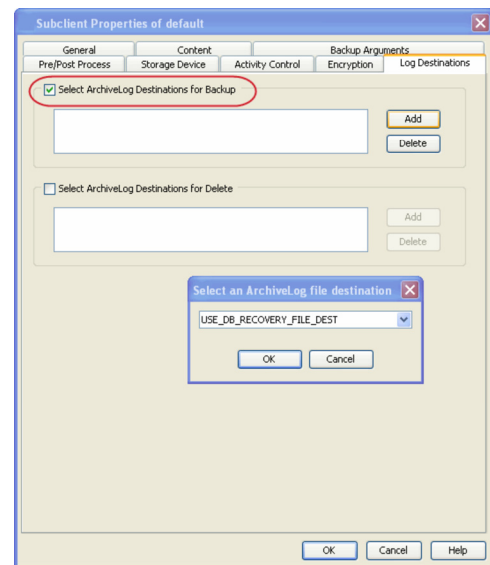 Subclient Properties of default
General Content Backup Arguments
Pre/Post Process Storage Device Activity Control Encryption Log Destinations
Select ArchiveLog Destinations for Backup
Add
Delete
Select ArchiveLog Destinations for Delete
Add
Delete
Select an ArchiveLog file destination
USE_DB_RECOVERY_FILE_DEST
OK Cancel
OK Cancel Help